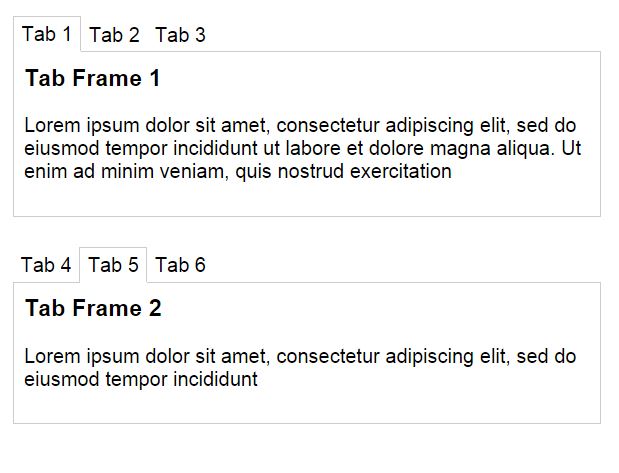 Tab 1 Tab 2 Tab 3
Tab Frame 1
Lorem ipsum dolor sit amet, consectetur adipiscing elit, sed do
eiusmod tempor incididunt ut labore et dolore magna aliqua. Ut
enim ad minim veniam, quis nostrud exercitation
Tab 4 Tab 5 Tab 6
Tab Frame 2
Lorem ipsum dolor sit amet, consectetur adipiscing elit, sed do
eiusmod tempor incididunt